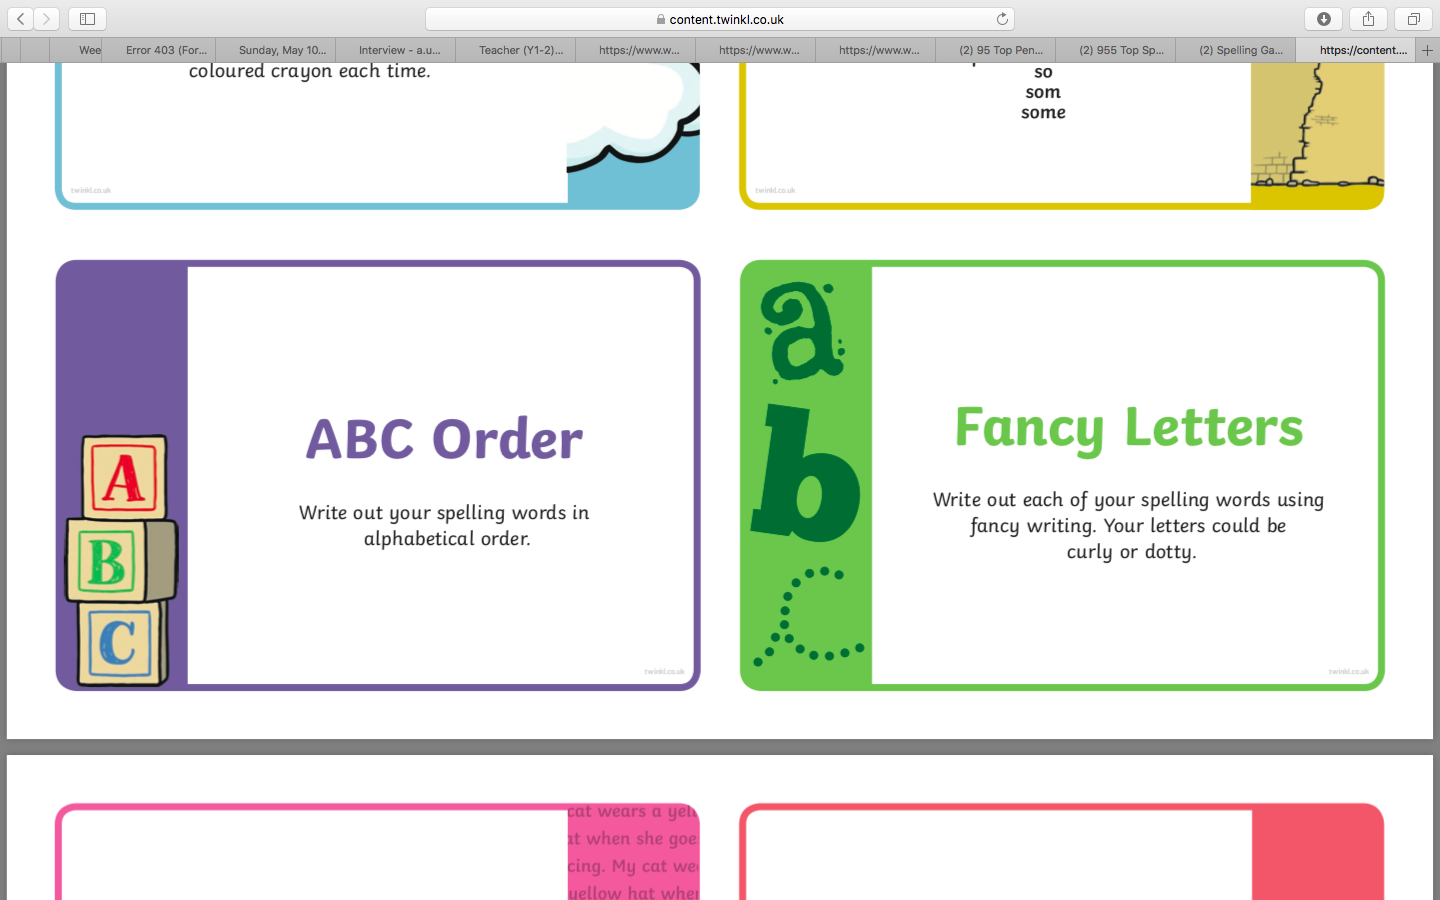 content.twinkl.co.uk
Wee
Error 403 (For...
Sunday, May 10...
Interview - a.u...
Teacher (Y1-2)...
https://www.w...
https://www.w...
https://www.w...
(2) 95 Top Pen...
(2) 955 Top Sp...
(2) Spelling Ga...
https://content....
coloured crayon each time.
twinkl.co.uk
so
som
some
twinkl.co.uk
A
B
C
ABC Order
Write out your spelling words in
alphabetical order.
twinkl.co.uk
a
b
c
Fancy Letters
Write out each of your spelling words using
fancy writing. Your letters could be
curly or dotty.
twinkl.co.uk
cat wears a yell
at when she goe
cing. My cat wea
yellow hat when